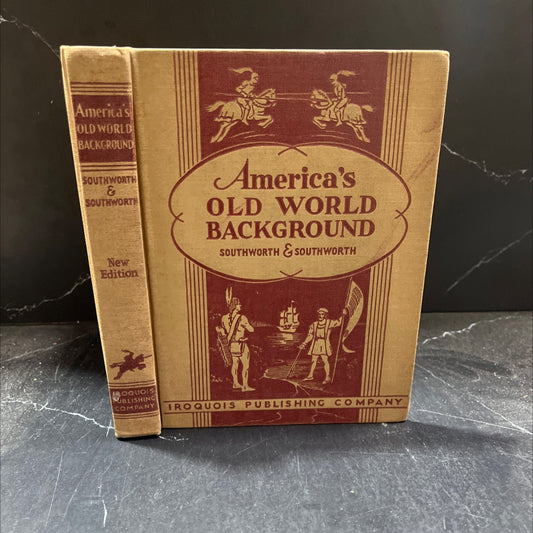 America's
OLD WORLD
BACKGROUND
SOUTHWORTH
&
SOUTHWORTH
New
Edition
IROQUOIS
PUBLISHING
COMPANY
America's
OLD WORLD
BACKGROUND
SOUTHWORTH & SOUTHWORTH
IROQUOIS PUBLISHING COMPANY